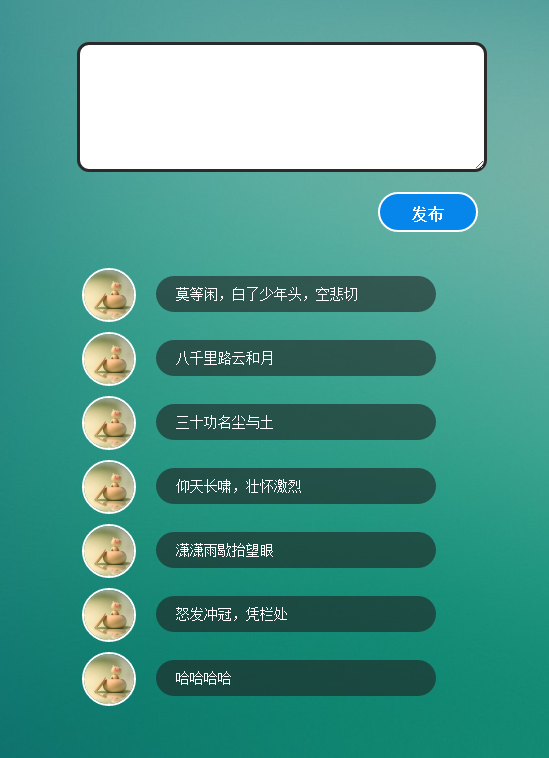 发布
莫等闲，白了少年头，空悲切
八千里路云和月
三十功名尘与土
仰天长啸，壮怀激烈
潇潇雨歇抬望眼
怒发冲冠，凭栏处
哈哈哈哈